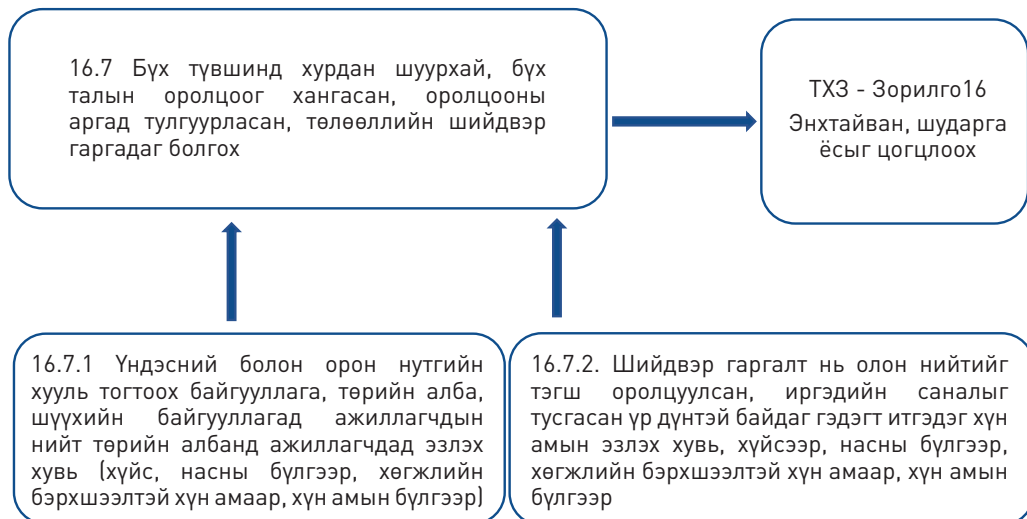 16.7 Бүх түвшинд хурдан шуурхай, бүх
талын оролцоог хангасан, оролцооны
аргад тулгуурласан, төлөөллийн шийдвэр
гаргадаг болгох
ТХЗ - Зорилго16
Энхтайван, шударга
ёсыг цогцлоох
16.7.1 Үндэсний болон орон нутгийн
хууль тогтоох байгууллага, төрийн алба,
шүүхийн байгууллагад ажиллагчдын
нийт төрийн албанд ажиллагчдад эзлэх
хувь (хүйс, насны бүлгээр, хөгжлийн
бэрхшээлтэй хүн амаар, хүн амын бүлгээр)
16.7.2. Шийдвэр гаргалт нь олон нийтийг
тэгш оролцуулсан, иргэдийн саналыг
тусгасан үр дүнтэй байдаг гэдэгт итгэдэг хүн
амын эзлэх хувь, хүйсээр, насны бүлгээр,
хөгжлийн бэрхшээлтэй хүн амаар, хүн амын
бүлгээр